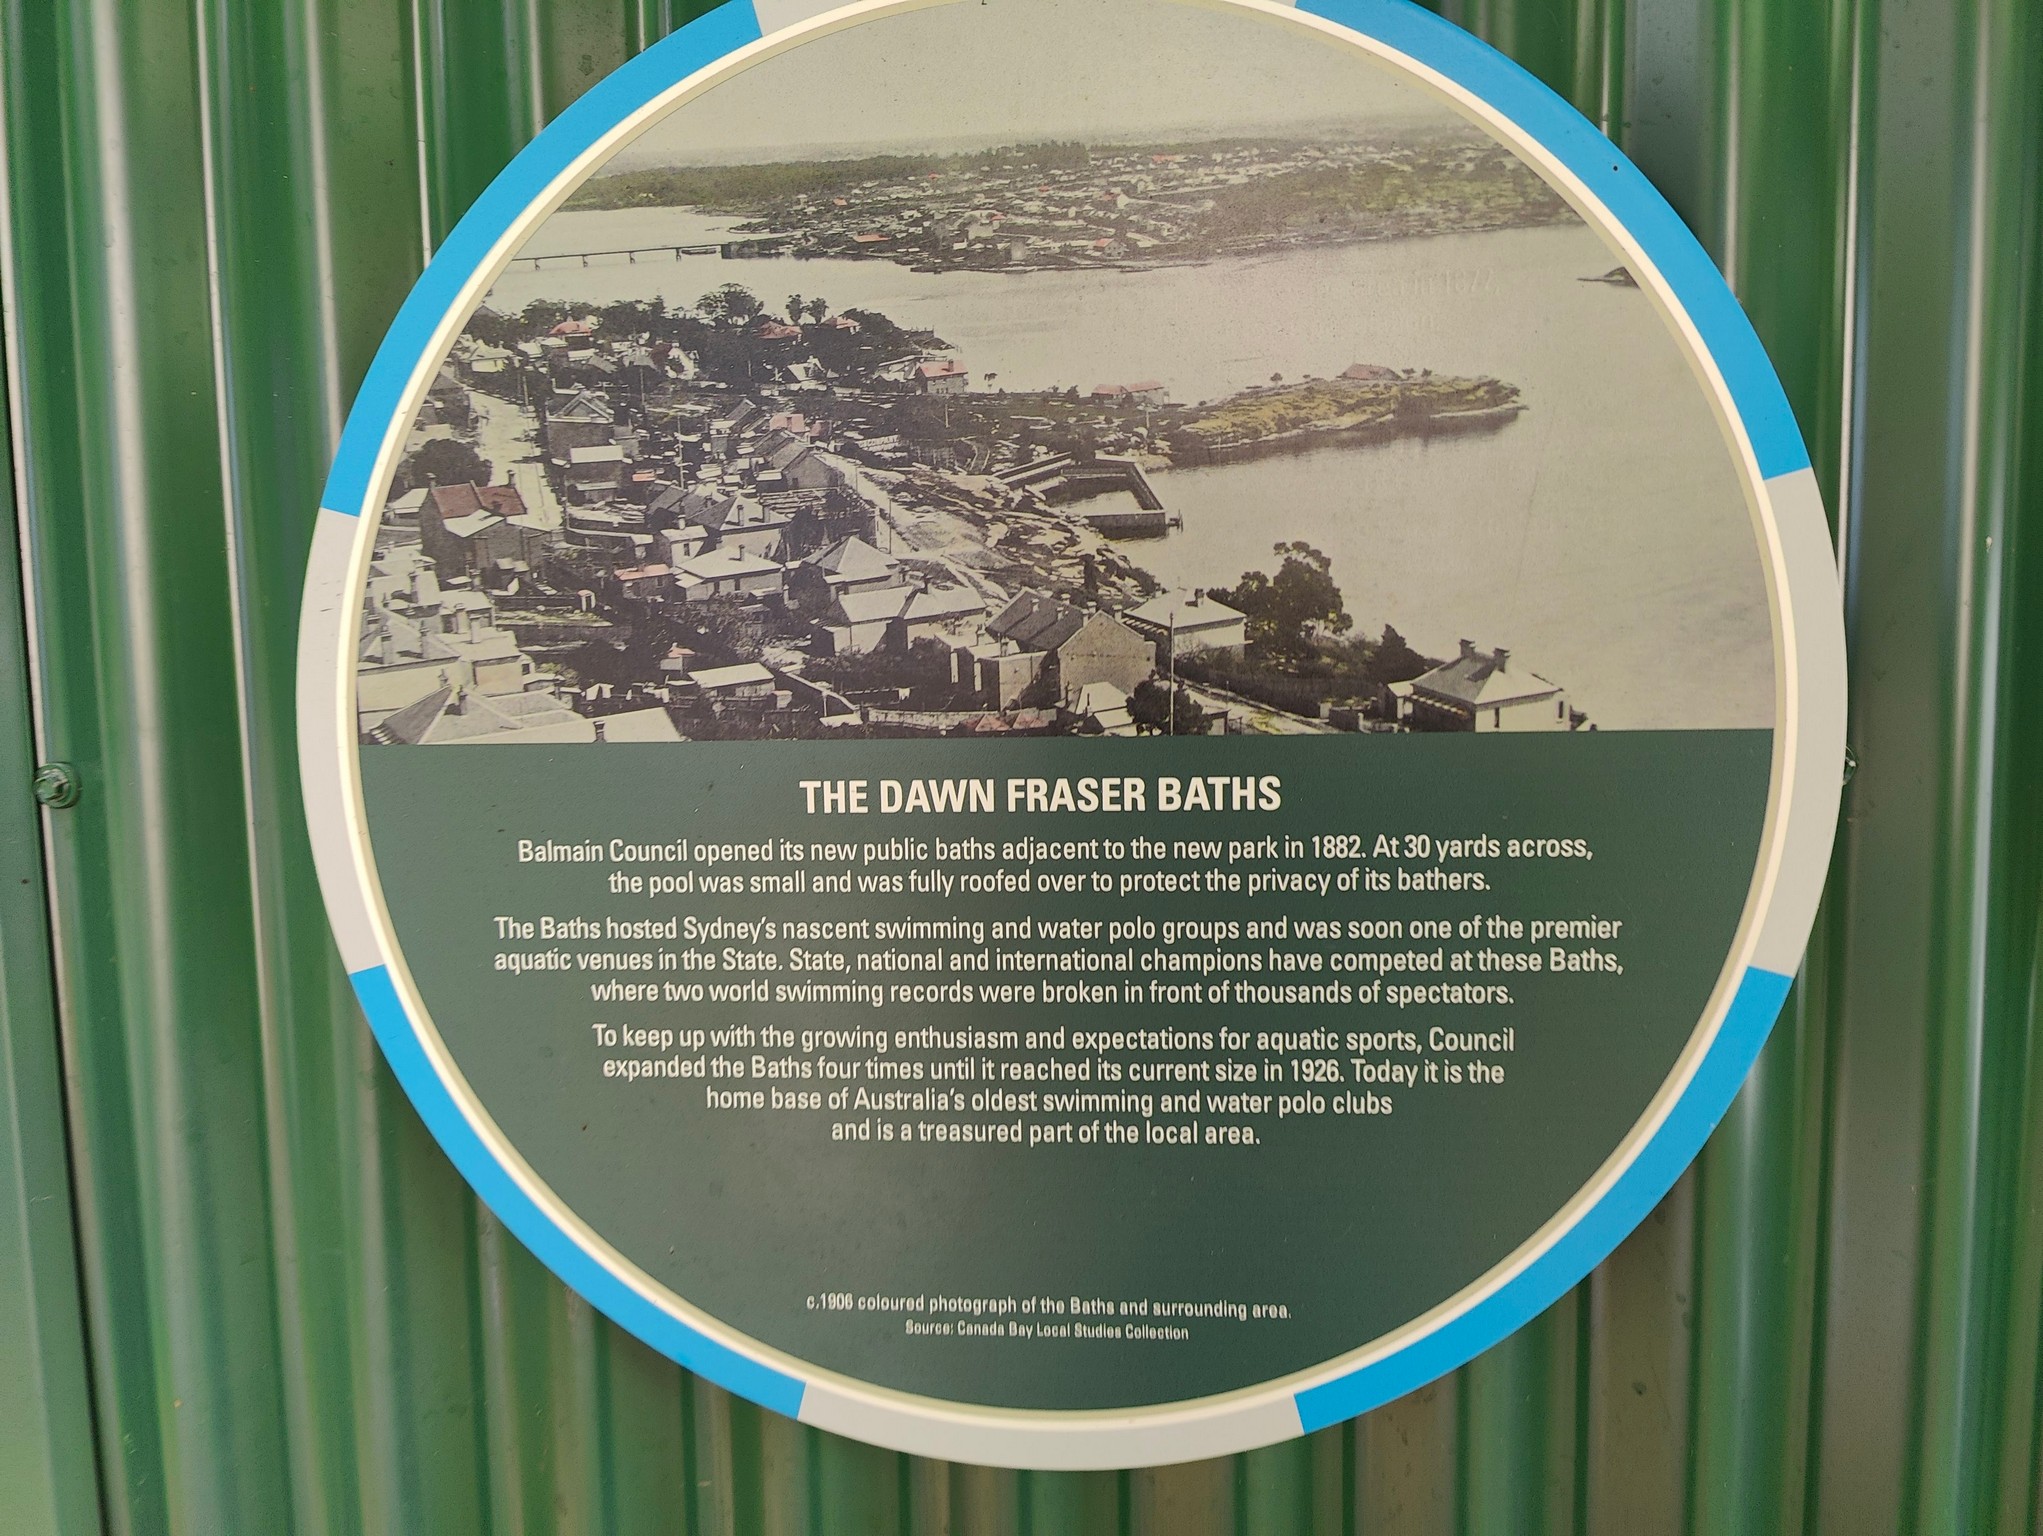 THE DAWN FRASER BATHS
Balmain Council opened its new public baths adjacent to the new park in 1882. At 30 yards across,
the pool was small and was fully roofed over to protect the privacy of its bathers.
The Baths hosted Sydney's nascent swimming and water polo groups and was soon one of the premier
aquatic venues in the State. State, national and international champions have competed at these Baths,
where two world swimming records were broken in front of thousands of spectators.
To keep up with the growing enthusiasm and expectations for aquatic sports, Council
expanded the Baths four times until it reached its current size in 1926. Today it is the
home base of Australia's oldest swimming and water polo clubs
and is a treasured part of the local area.
c.1906 coloured photograph of the Baths and surrounding area.
Source: Canada Bay Local Studies Collection